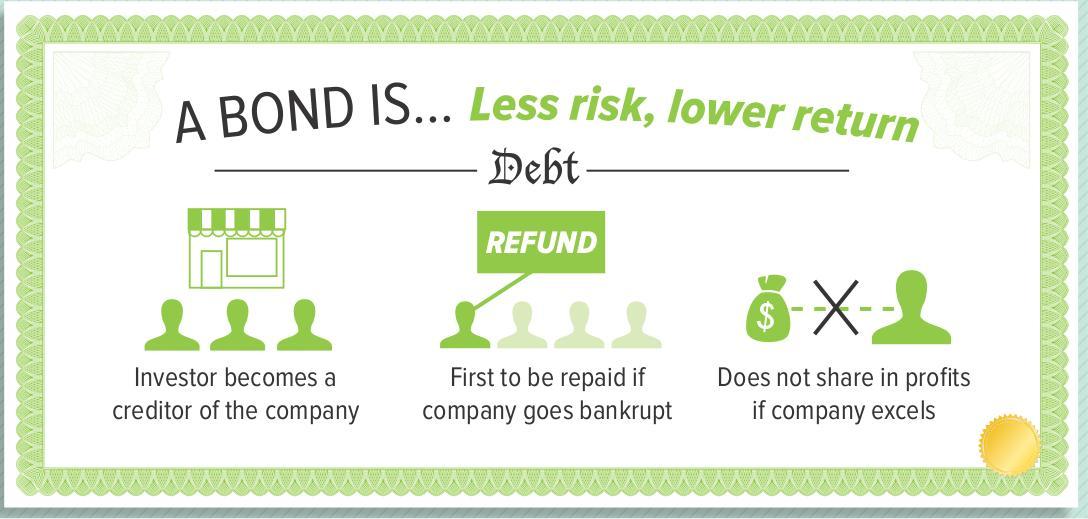 A BOND IS... Less risk, lower return
Debt
REFUND
$
Investor becomes a
creditor of the company
First to be repaid if
company goes bankrupt
Does not share in profits
if company excels